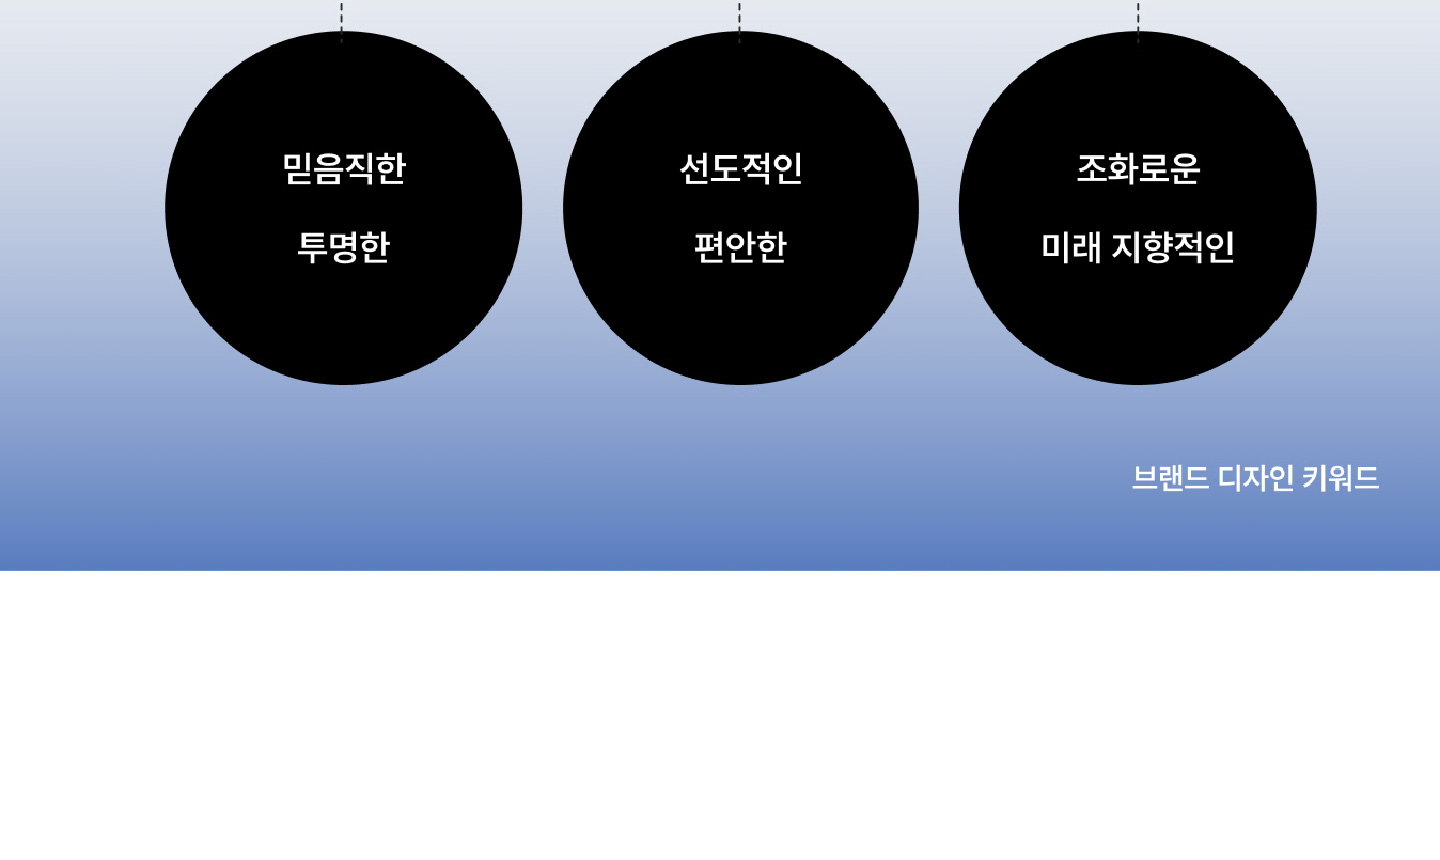 믿음직한
투명한
선도적인
편안한
조화로운
미래 지향적인
브랜드 디자인 키워드